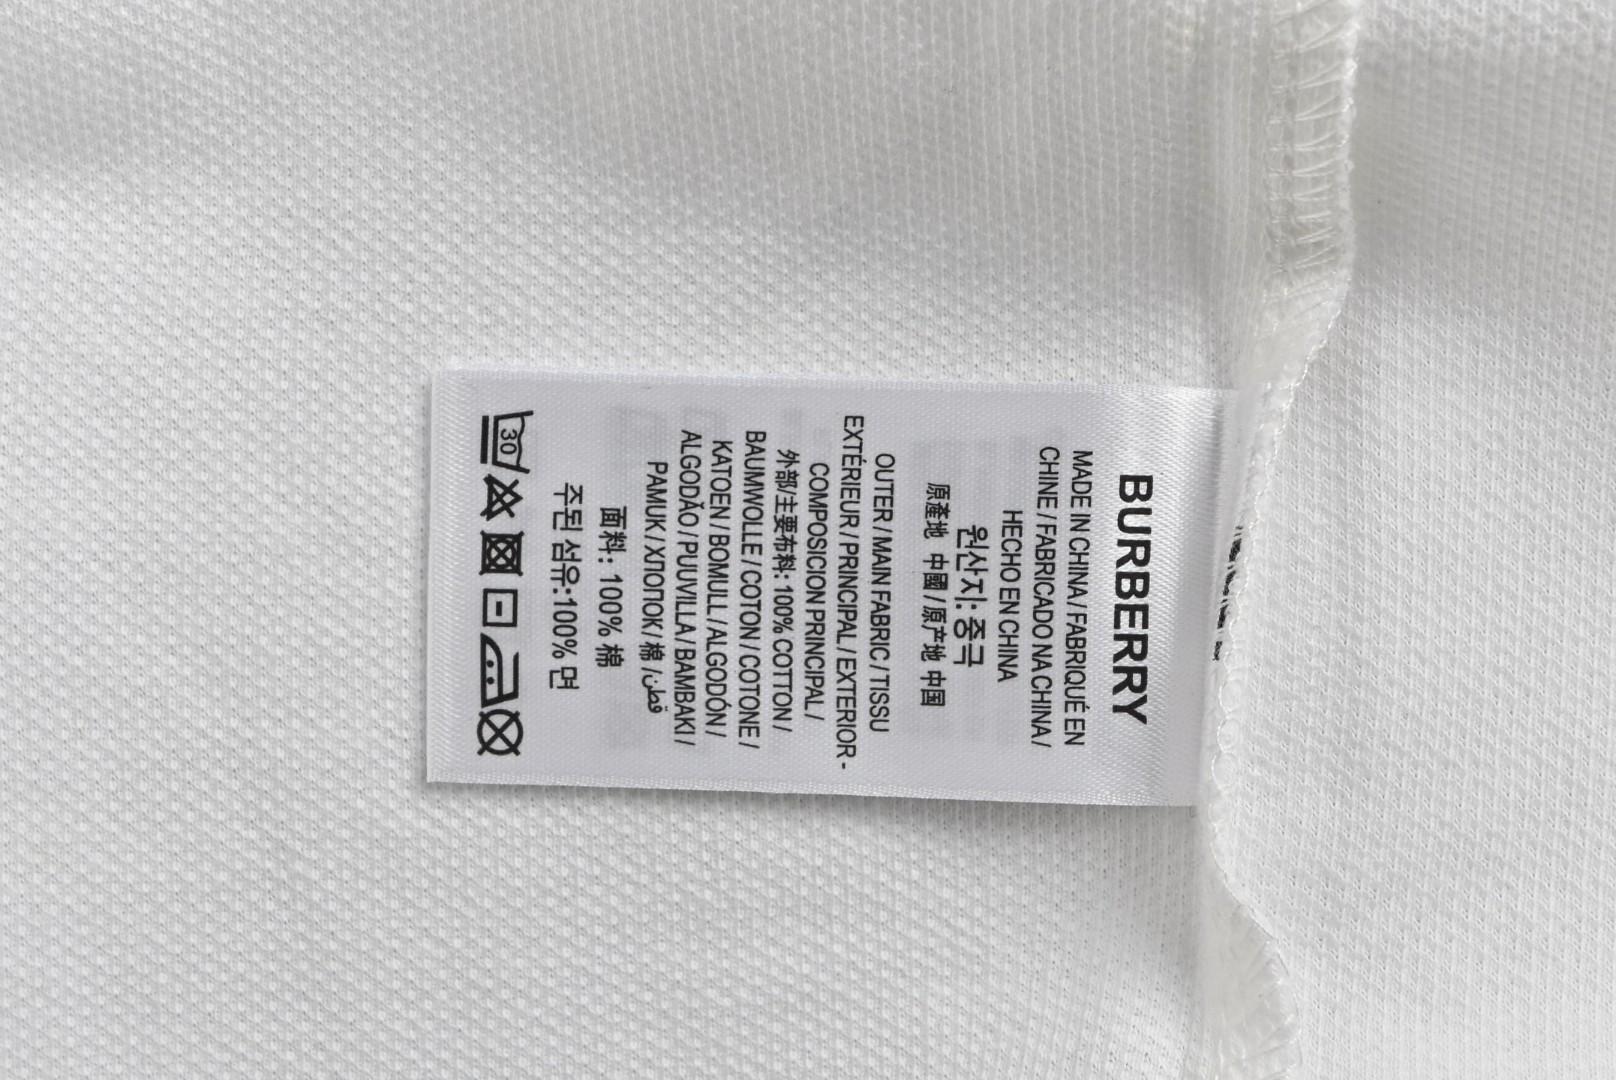 BURBERRY
MADE IN CHINA / FABRIQUÉ EN
CHINE / FABRICADO NA CHINA /
HECHO EN CHINA
원산지: 중국
原產地 中國 / 原产地 中国
OUTER / MAIN FABRIC / TISSU
EXTÉRIEUR / PRINCIPAL / EXTERIOR -
COMPOSICION PRINCIPAL /
外部/主要布料: 100% COTTON /
BAUMWOLLE / COTON / COTONE /
KATOEN / BOMULL / ALGODÓN /
ALGODÃO / PUUVILLA / BAMBAKI /
PAMUK / ХЛОПОК / 棉 / قطن
面料: 100% 棉
주된 섬유:100% 면
30